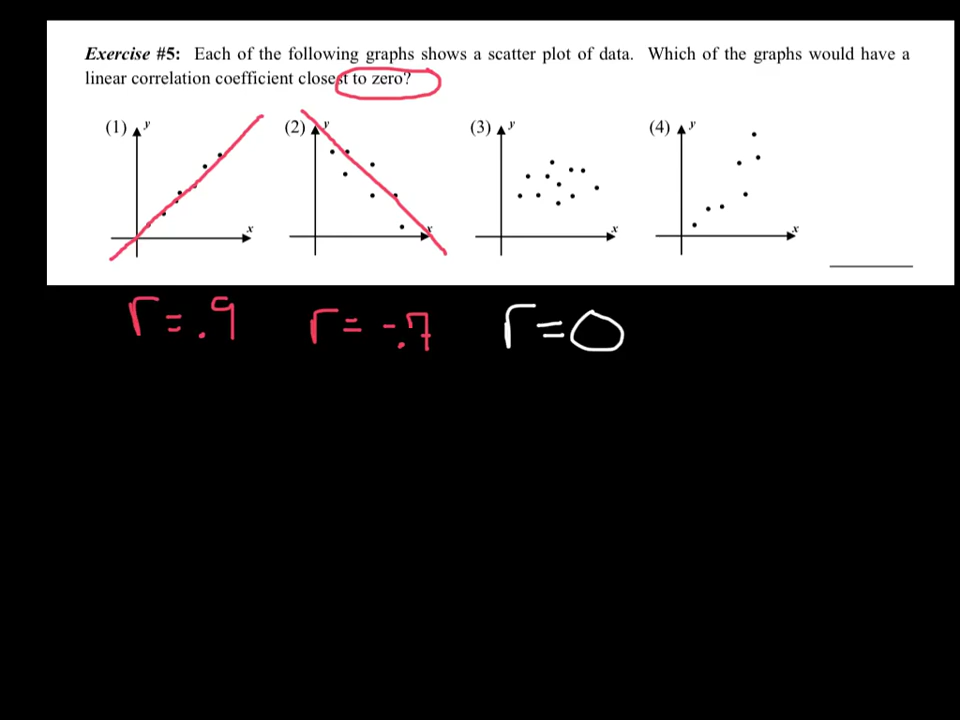 Exercise #5: Each of the following graphs shows a scatter plot of data. Which of the graphs would have a
linear correlation coefficient closest to zero?
(1) y (2) y (3) y (4) y
x x x x
r=.9 r=-.7 r=0